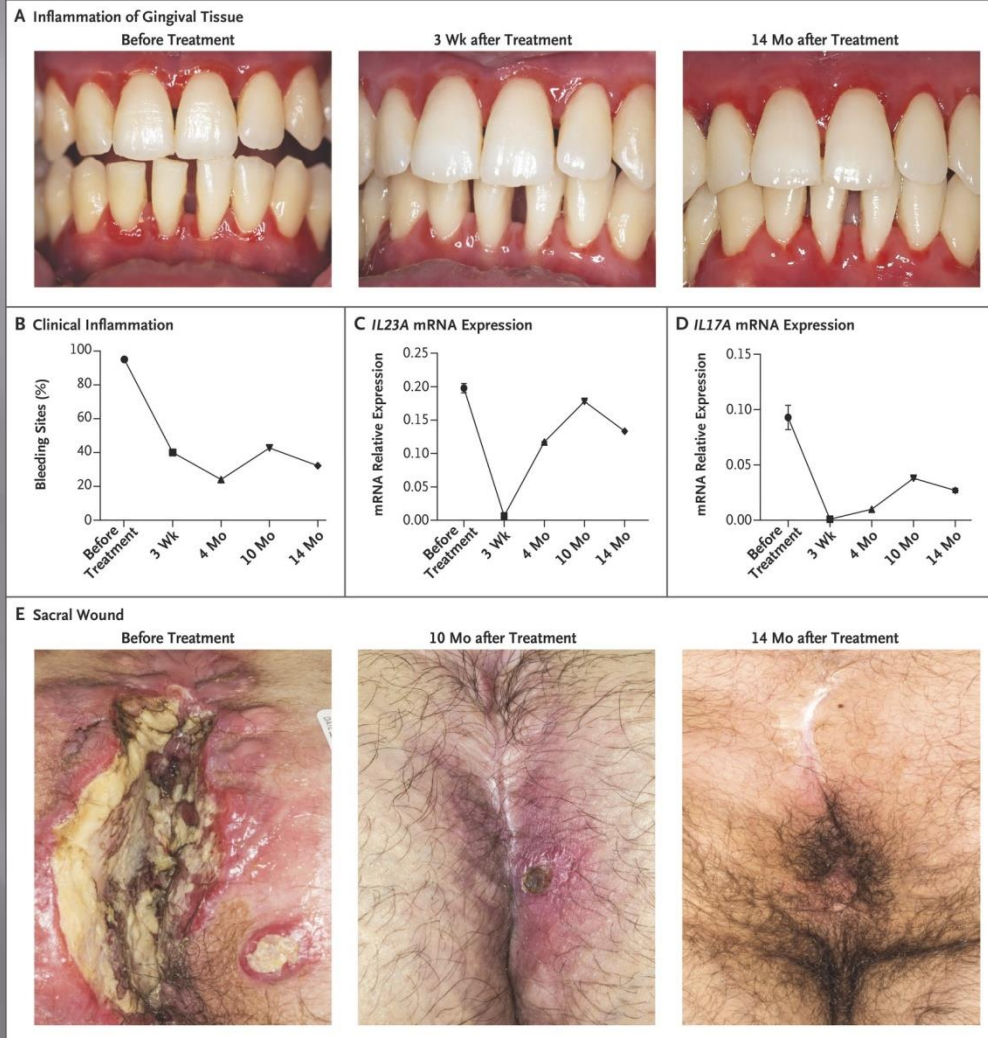 A Inflammation of Gingival Tissue
Before Treatment
3 Wk after Treatment
14 Mo after Treatment
B Clinical Inflammation
Bleeding Sites (%)
100
80
60
40
20
0
Before Treatment
3 Wk
4 Mo
10 Mo
14 Mo
C IL23A mRNA Expression
mRNA Relative Expression
0.25
0.20
0.15
0.10
0.05
0.00
Before Treatment
3 Wk
4 Mo
10 Mo
14 Mo
D IL17A mRNA Expression
mRNA Relative Expression
0.15
0.10
0.05
0.00
Before Treatment
3 Wk
4 Mo
10 Mo
14 Mo
E Sacral Wound
Before Treatment
10 Mo after Treatment
14 Mo after Treatment